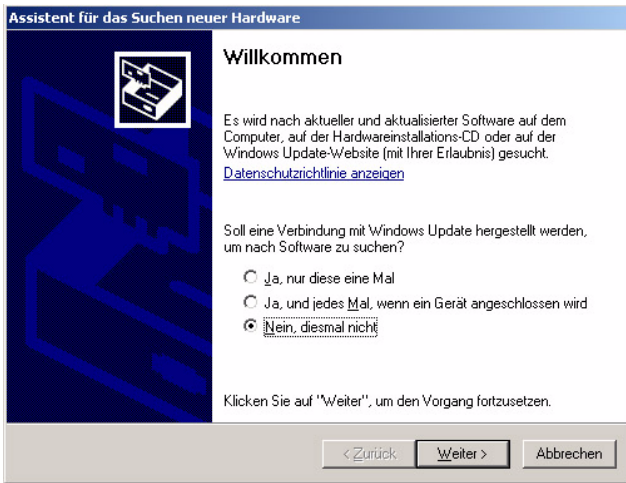 Assistent für das Suchen neuer Hardware
Willkommen
Es wird nach aktueller und aktualisierter Software auf dem
Computer, auf der Hardwareinstallations-CD oder auf der
Windows Update-Website (mit Ihrer Erlaubnis) gesucht.
Datenschutzrichtlinie anzeigen
Soll eine Verbindung mit Windows Update hergestellt werden,
um nach Software zu suchen?
Ja, nur diese eine Mal
Ja, und jedes Mal, wenn ein Gerät angeschlossen wird
Nein, diesmal nicht
Klicken Sie auf "Weiter", um den Vorgang fortzusetzen.
< Zurück Weiter > Abbrechen